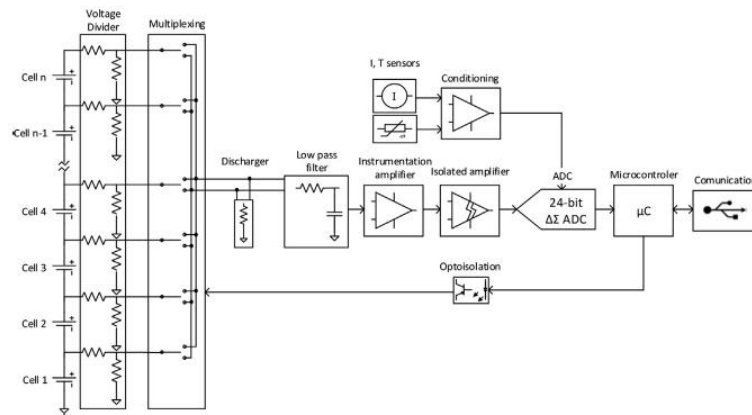 Voltage
Divider
Multiplexing
Cell n
Cell n-1
Cell 4
Cell 3
Cell 2
Cell 1
Discharger
Low pass
filter
I, T sensors
I
Conditioning
Instrumentation
amplifier
Isolated amplifier
ADC
24-bit
ΔΣ ADC
Microcontroler
μC
Comunication
Optoisolation